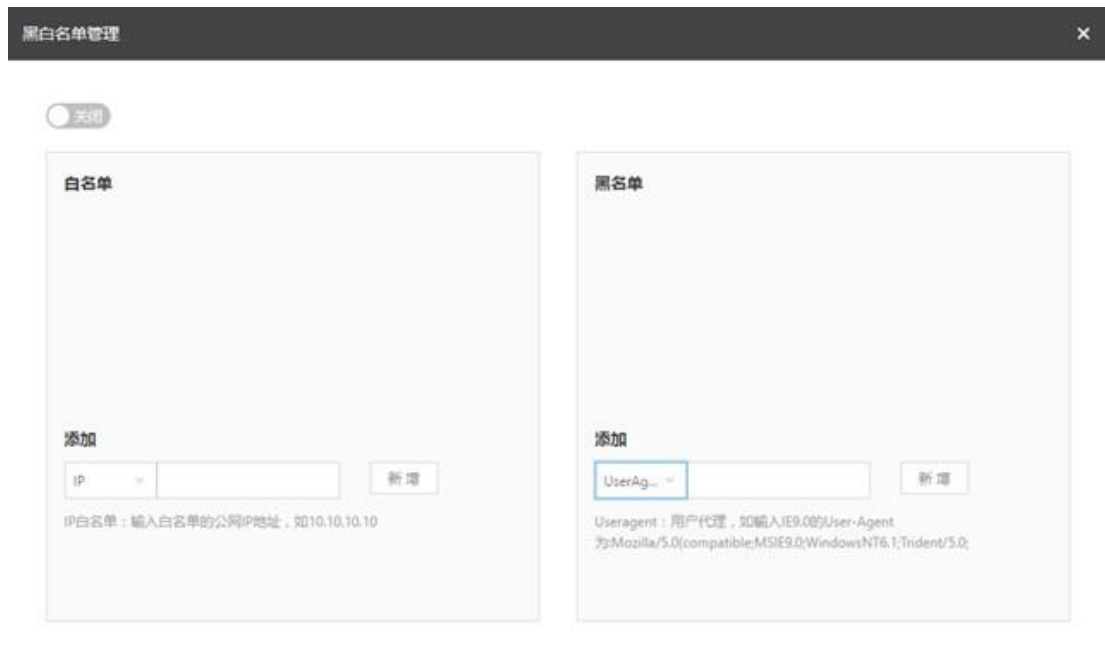 黑白名单管理
关闭
白名单
添加
IP
新增
IP白名单：输入白名单的公网IP地址，如10.10.10.10
黑名单
添加
UserAg...
新增
Useragent：用户代理，如输入IE9.0的User-Agent
为:Mozilla/5.0(compatible;MSIE9.0;WindowsNT6.1;Trident/5.0;